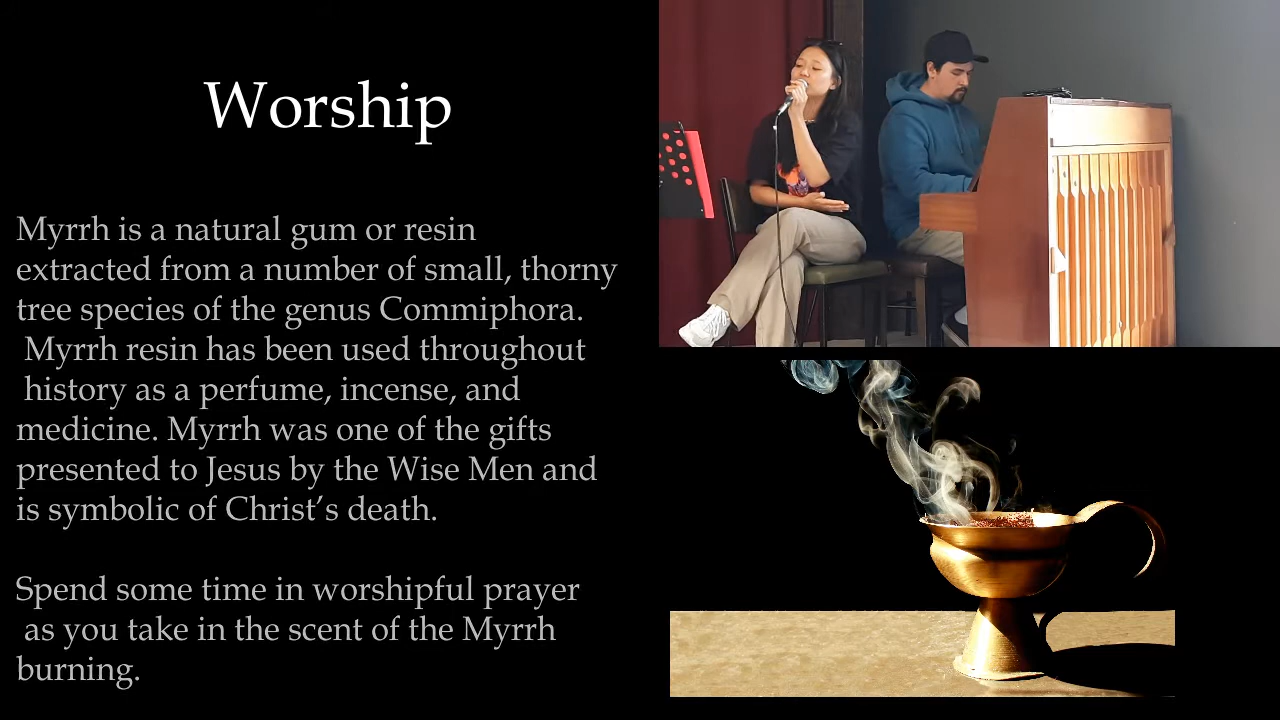 Worship
Myrrh is a natural gum or resin
extracted from a number of small, thorny
tree species of the genus Commiphora.
Myrrh resin has been used throughout
history as a perfume, incense, and
medicine. Myrrh was one of the gifts
presented to Jesus by the Wise Men and
is symbolic of Christ’s death.
Spend some time in worshipful prayer
as you take in the scent of the Myrrh
burning.